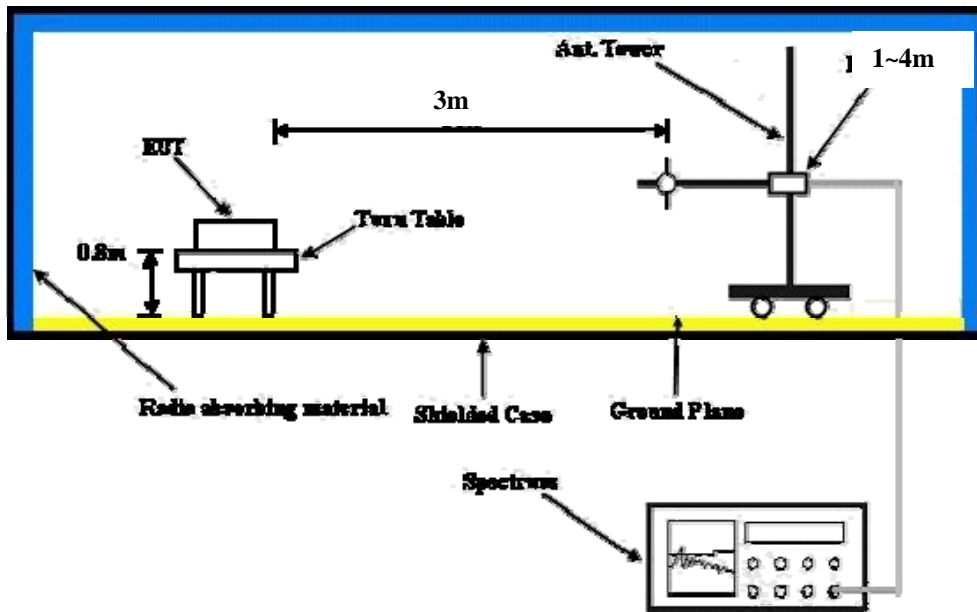 Ant. Tower
1~4m
3m
EUT
Turn Table
0.8m
Radio absorbing material
Shielded Case
Ground Plane
Spectrum